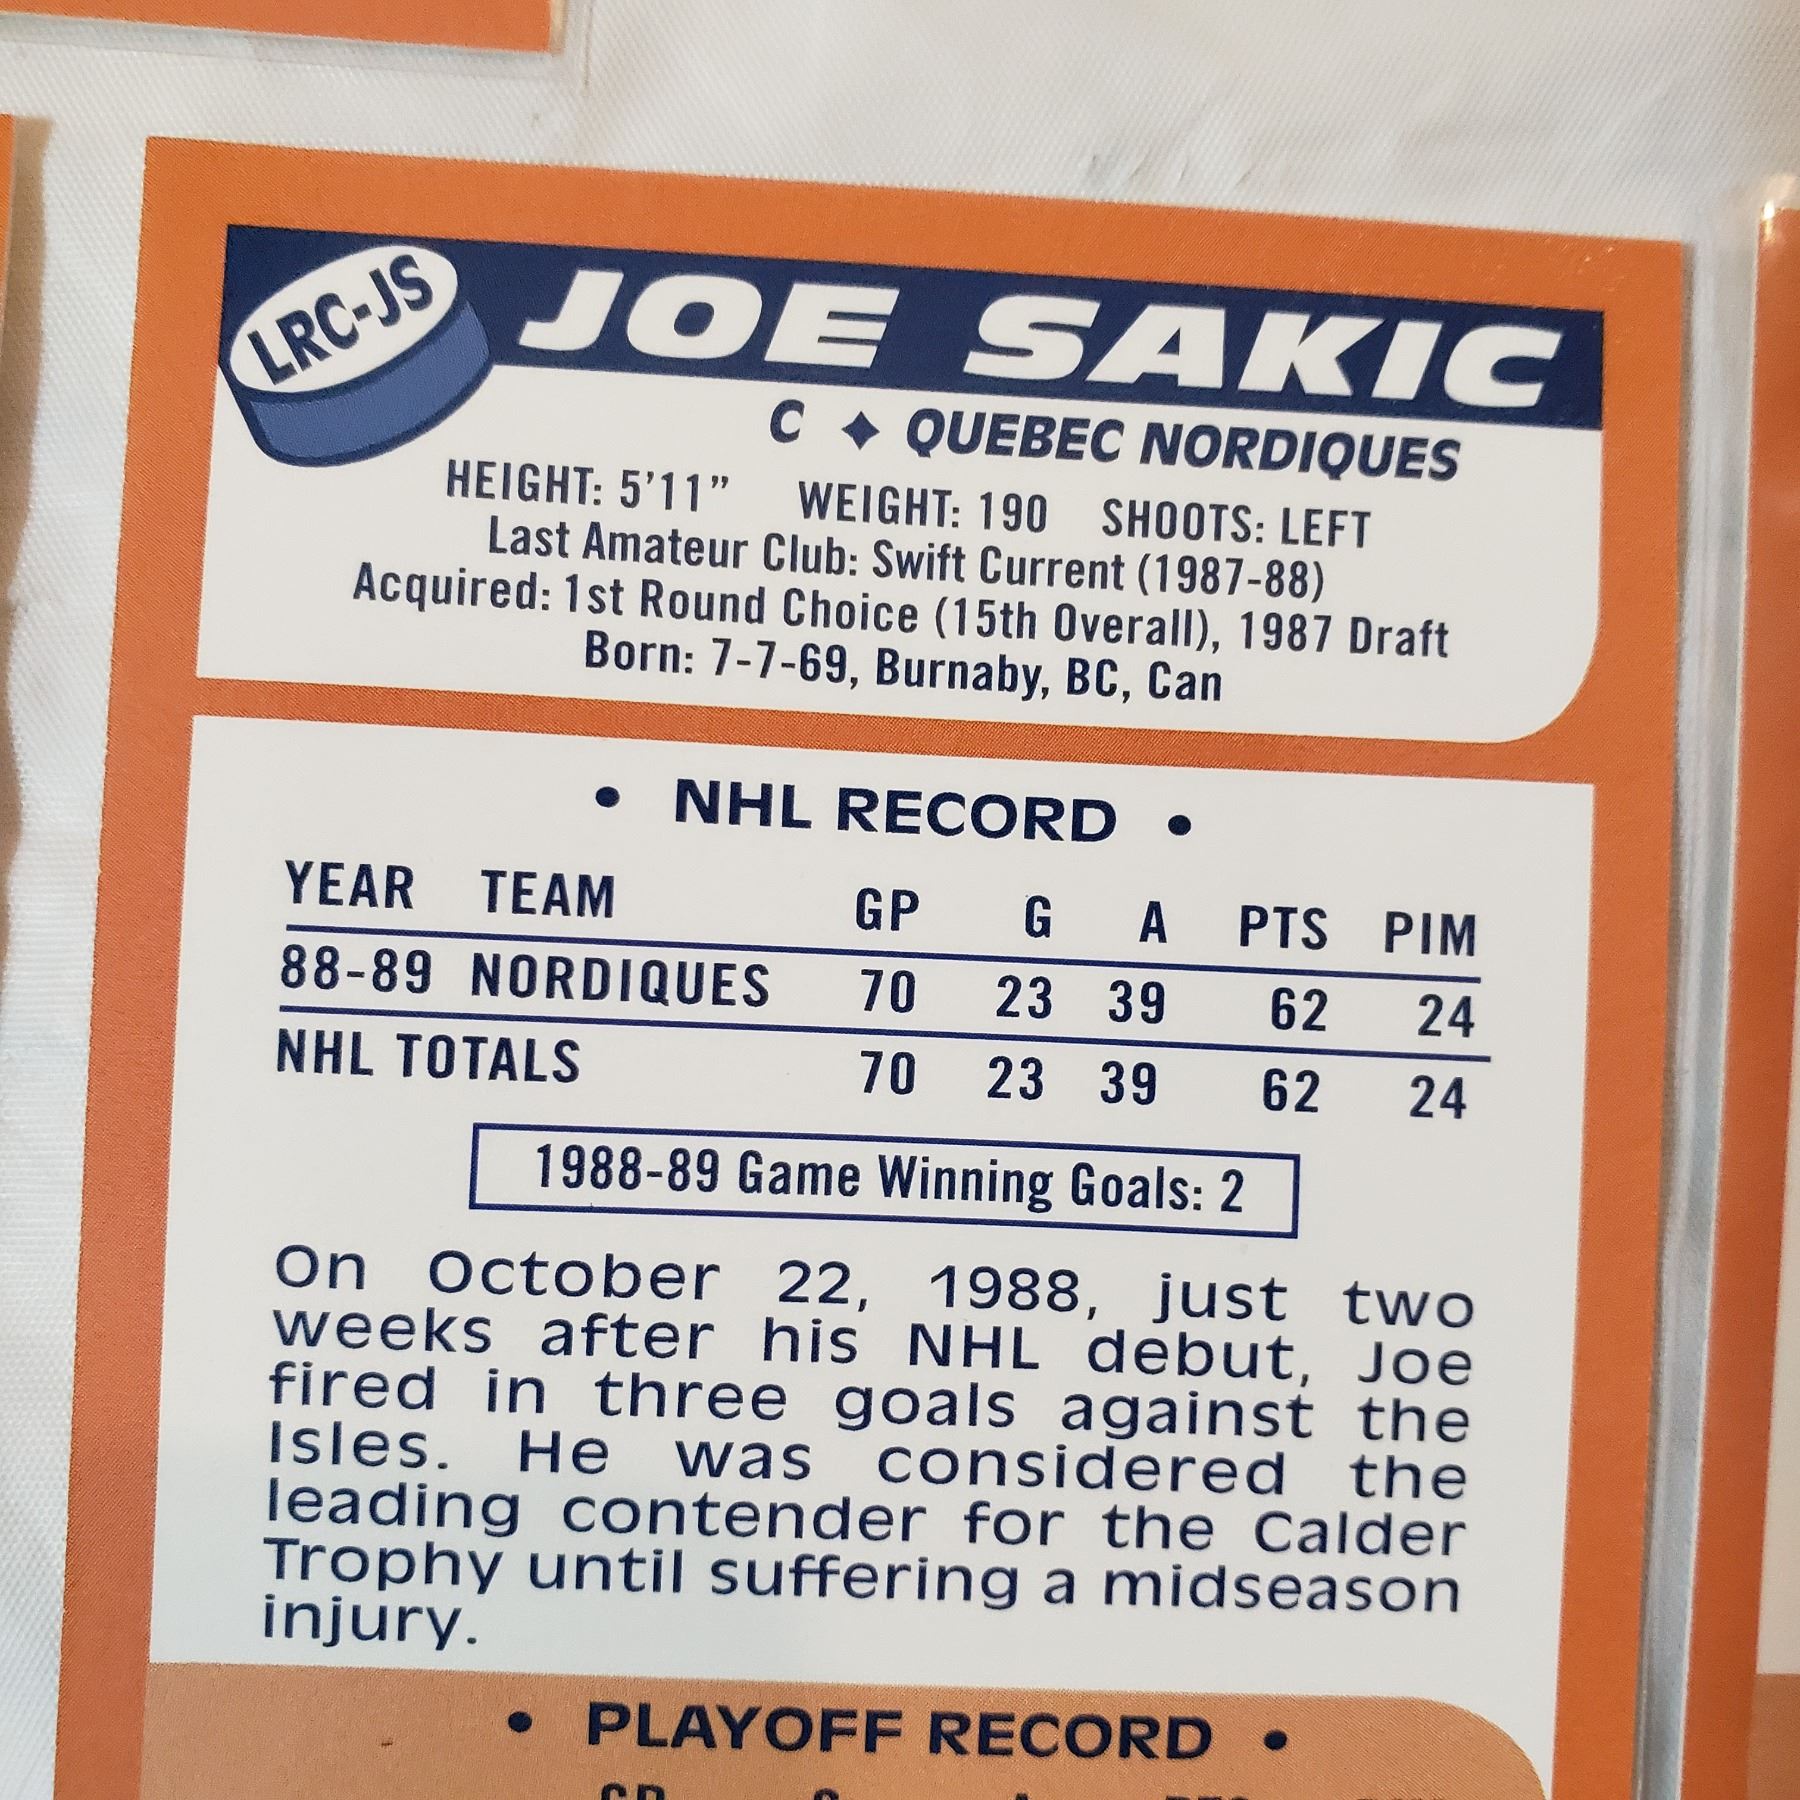 LRC-JS
JOE SAKIC
C ♦ QUEBEC NORDIQUES
HEIGHT: 5'11" WEIGHT: 190 SHOOTS: LEFT
Last Amateur Club: Swift Current (1987-88)
Acquired: 1st Round Choice (15th Overall), 1987 Draft
Born: 7-7-69, Burnaby, BC, Can
• NHL RECORD •
YEAR TEAM GP G A PTS PIM
88-89 NORDIQUES 70 23 39 62 24
NHL TOTALS 70 23 39 62 24
1988-89 Game Winning Goals: 2
On October 22, 1988, just two
weeks after his NHL debut, Joe
fired in three goals against the
Isles. He was considered the
leading contender for the Calder
Trophy until suffering a midseason
injury.
• PLAYOFF RECORD •